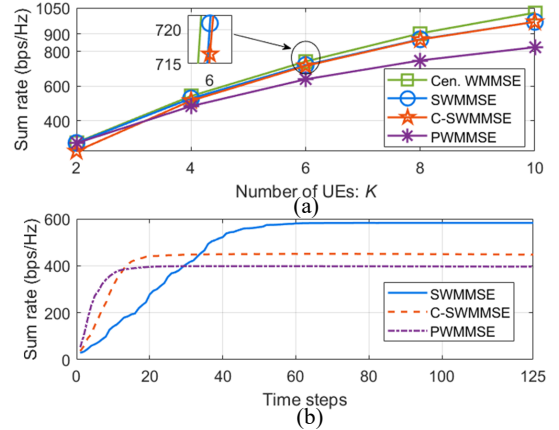 1050
900
750
600
400
Sum rate (bps/Hz)
720
715
6
Cen. WMMSE
SWMMSE
C-SWMMSE
PWMMSE
2
4
6
8
10
Number of UEs: K
(a)
600
400
200
0
Sum rate (bps/Hz)
SWMMSE
C-SWMMSE
PWMMSE
0
20
40
60
80
100
125
Time steps
(b)